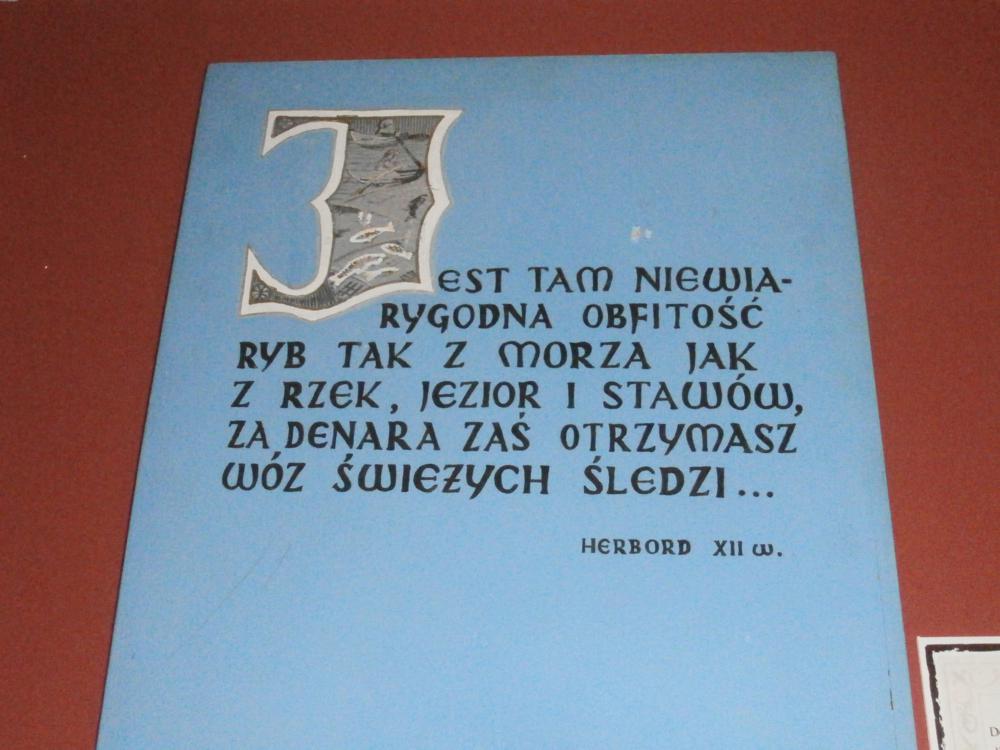 JEST TAM NIEWIA-
RYGODNA OBFITOŚĆ
RYB TAK Z MORZA JAK
Z RZEK, JEZIOR I STAWÓW,
ZA DENARA ZAŚ OTRZYMASZ
WÓZ ŚWIEŻYCH ŚLEDZI...
HERBORD XII W.